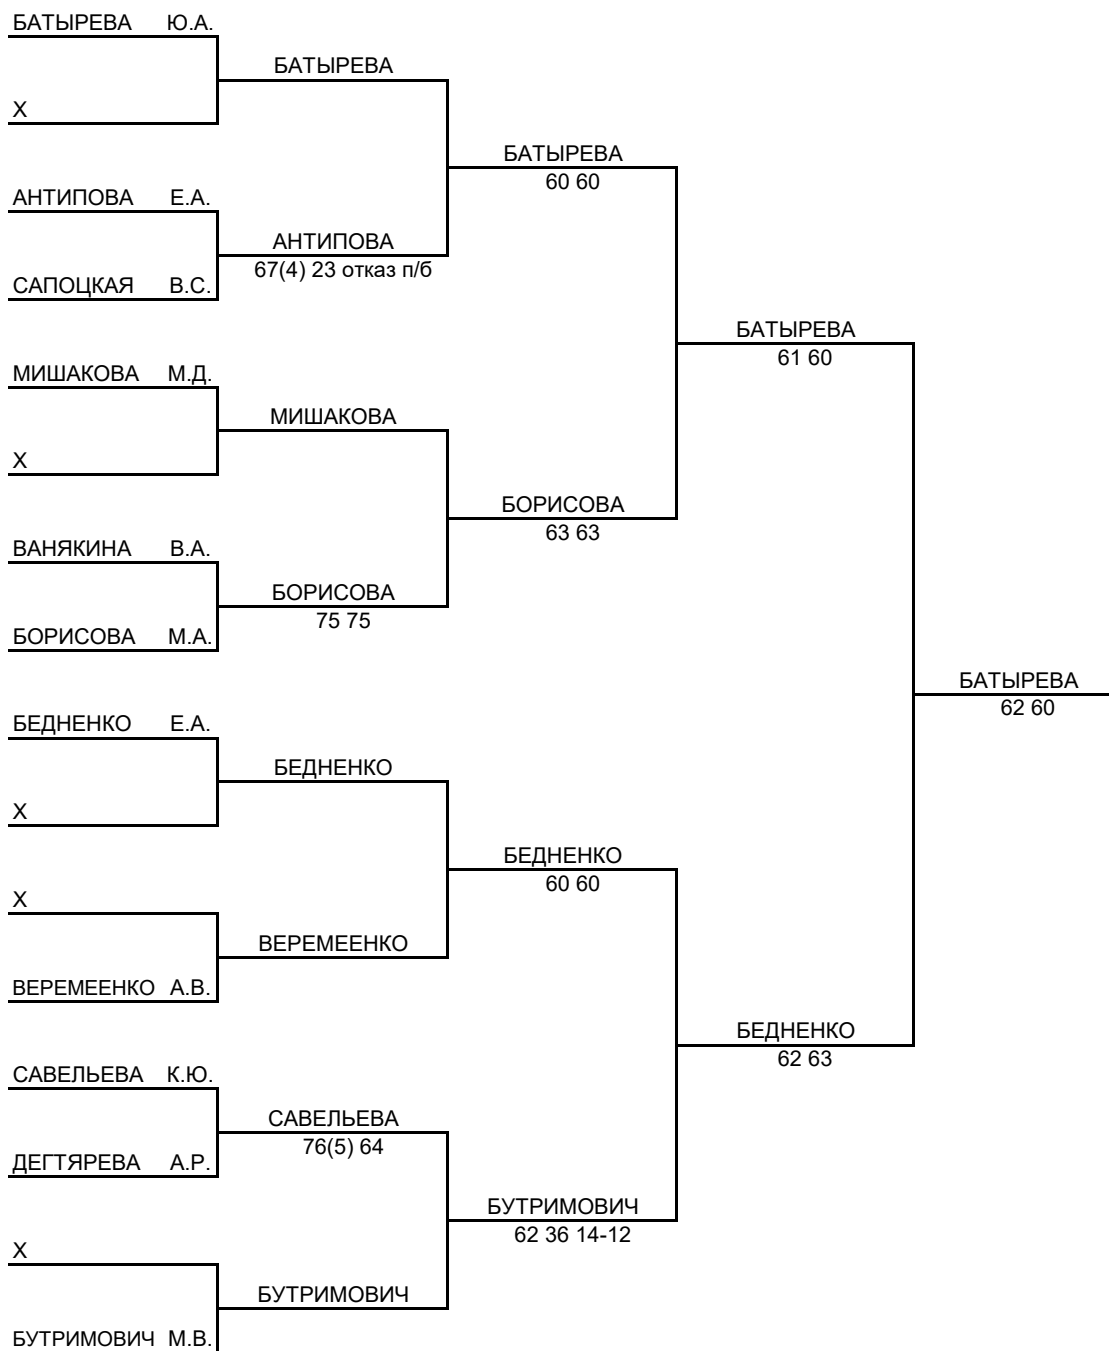 БАТЫРЕВА Ю.А.
БАТЫРЕВА
X
БАТЫРЕВА
60 60
АНТИПОВА Е.А.
АНТИПОВА
67(4) 23 отказ п/б
САПОЦКАЯ В.С.
БАТЫРЕВА
61 60
МИШАКОВА М.Д.
МИШАКОВА
X
БОРИСОВА
63 63
ВАНЯКИНА В.А.
БОРИСОВА
75 75
БОРИСОВА М.А.
БАТЫРЕВА
62 60
БЕДНЕНКО Е.А.
БЕДНЕНКО
X
БЕДНЕНКО
60 60
X
ВЕРЕМЕЕНКО
ВЕРЕМЕЕНКО А.В.
БЕДНЕНКО
62 63
САВЕЛЬЕВА К.Ю.
САВЕЛЬЕВА
76(5) 64
ДЕГТЯРЕВА А.Р.
БУТРИМОВИЧ
62 36 14-12
X
БУТРИМОВИЧ
БУТРИМОВИЧ М.В.